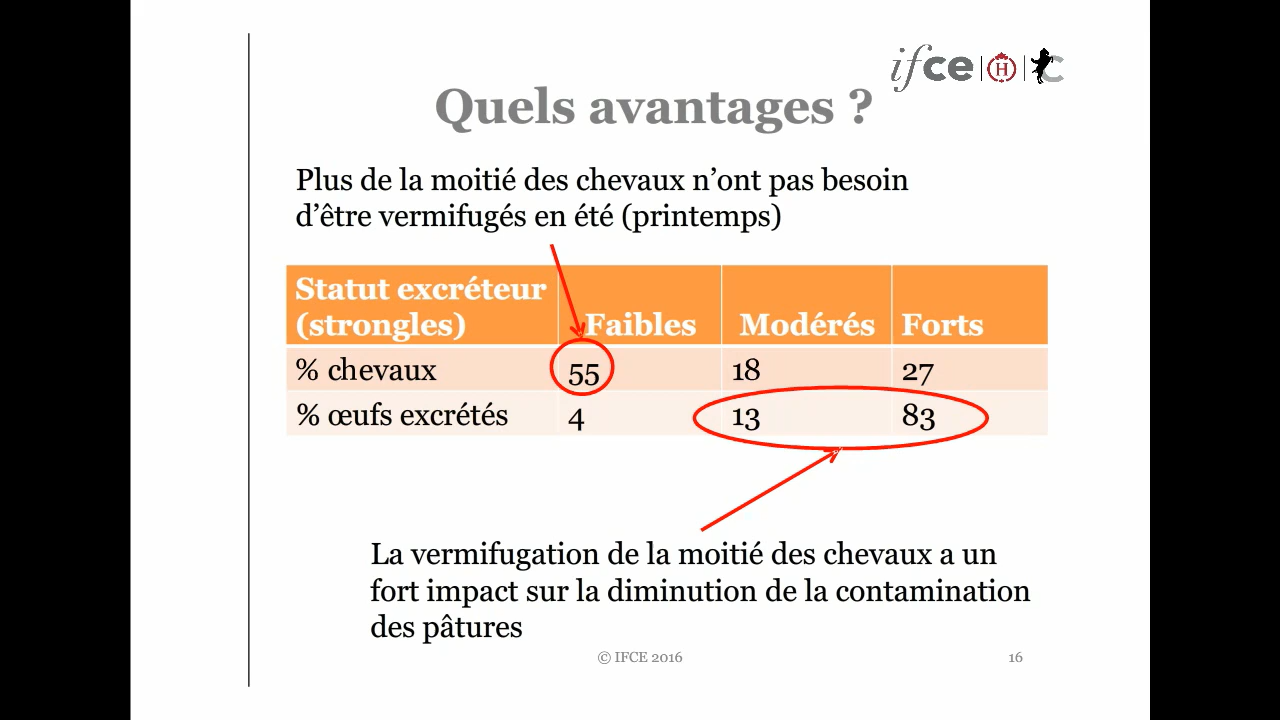 ifce H C
Quels avantages ?
Plus de la moitié des chevaux n’ont pas besoin
d’être vermifugés en été (printemps)
Statut excréteur
(strongles) Faibles Modérés Forts
% chevaux 55 18 27
% œufs excrétés 4 13 83
La vermifugation de la moitié des chevaux a un
fort impact sur la diminution de la contamination
des pâtures
© IFCE 2016 16